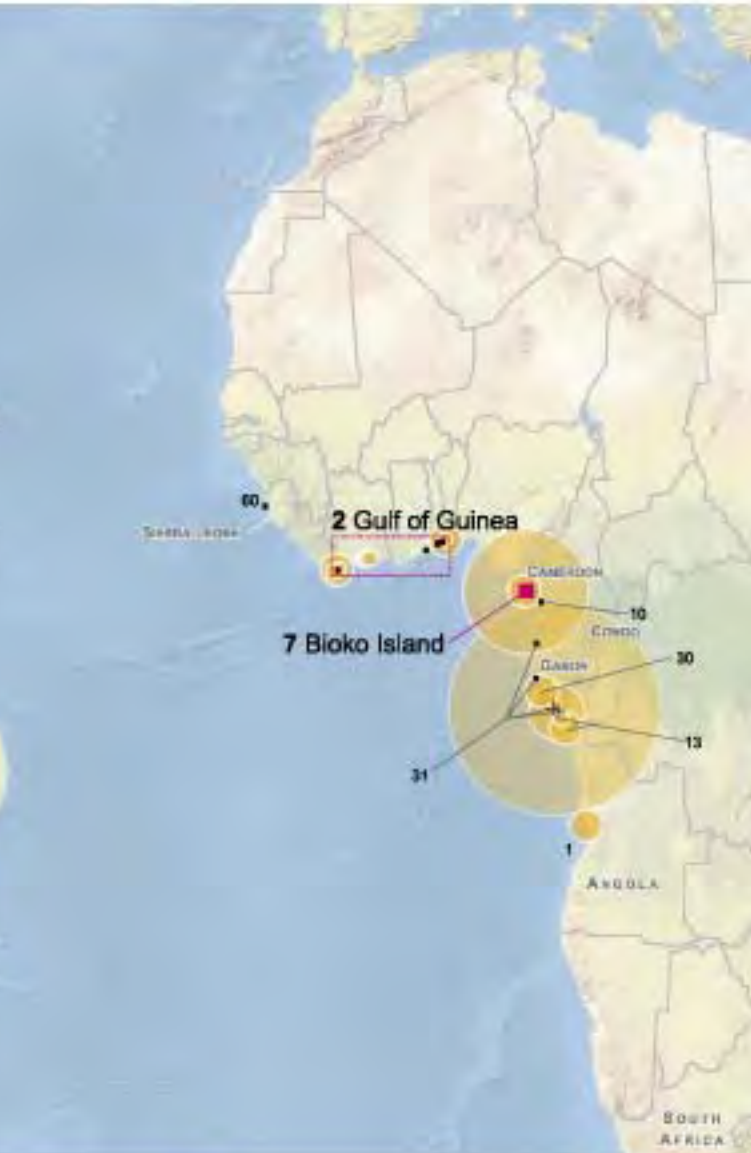 60
SIERRA LEONE
2 Gulf of Guinea
CAMEROON
10
CONGO
7 Bioko Island
GABON
30
13
31
1
ANGOLA
SOUTH
AFRICA